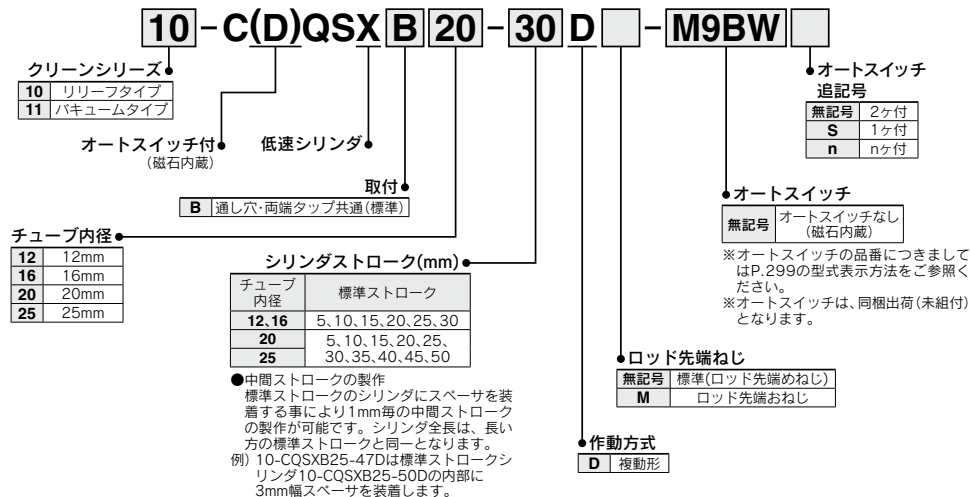 10-C(D)QSXB20-30D□-M9BW□
クリーンシリーズ
10 リリーフタイプ
11 バキュームタイプ
オートスイッチ付
(磁石内蔵)
低速シリンダ
取付
B 通し穴・両端タップ共通(標準)
チューブ内径
12 12mm
16 16mm
20 20mm
25 25mm
シリンダストローク(mm)
チューブ
内径
標準ストローク
12、16 5、10、15、20、25、30
20
25
5、10、15、20、25、
30、35、40、45、50
●中間ストロークの製作
標準ストロークのシリンダにスペーサを装
着する事により1mm毎の中間ストローク
の製作が可能です。シリンダ全長は、長い
方の標準ストロークと同一となります。
例) 10-CQSXB25-47Dは標準ストロークシ
リンダ10-CQSXB25-50Dの内部に
3mm幅スペーサを装着します。
オートスイッチ
追記号
無記号 2ヶ付
S 1ヶ付
n nヶ付
オートスイッチ
無記号
オートスイッチなし
(磁石内蔵)
※オートスイッチの品番につきまして
はP.299の型式表示方法をご参照く
ださい。
※オートスイッチは、同梱出荷(未組付)
となります。
ロッド先端ねじ
無記号 標準(ロッド先端めねじ)
M ロッド先端おねじ
作動方式
D 複動形